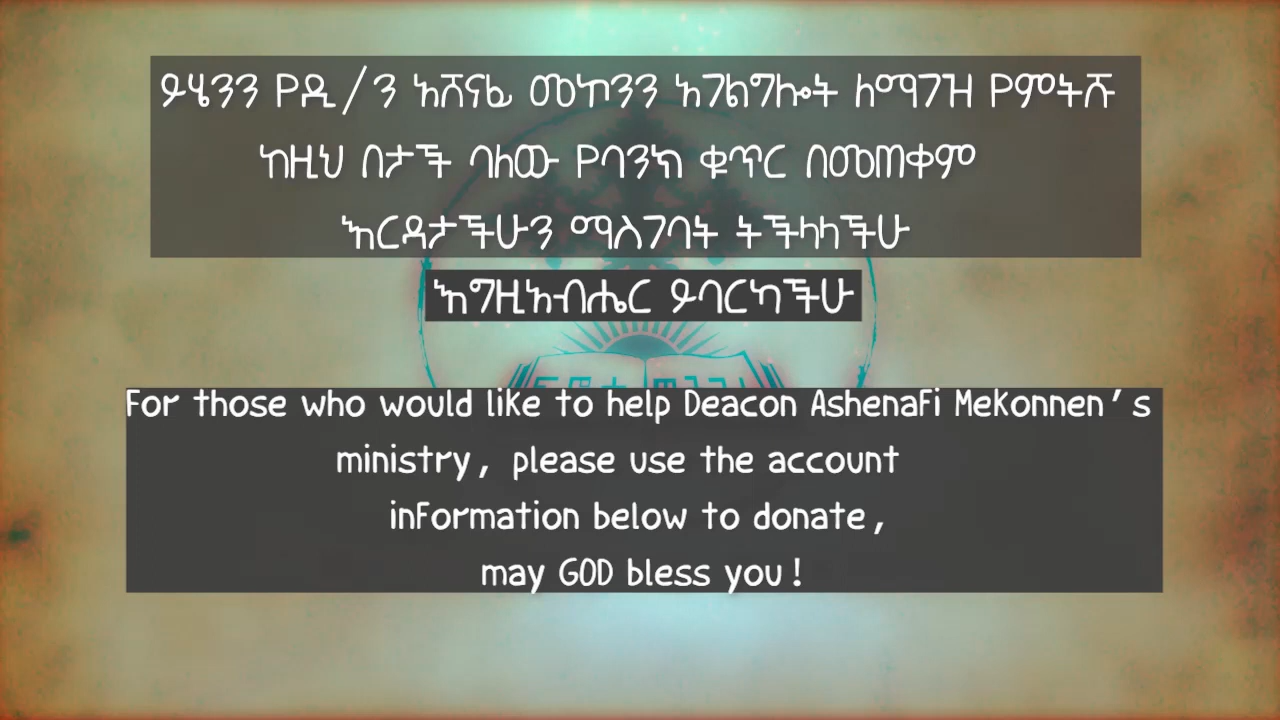 ይሄንን የዲ/ን አሸናፊ መኮንን አገልግሎት ለማገዝ የምትሹ
ከዚህ በታች ባለው የባንክ ቁጥር በመጠቀም
እርዳታችሁን ማስገባት ትችላላችሁ
እግዚአብሔር ይባርካችሁ
For those who would like to help Deacon Ashenafi Mekonnen's
ministry, please use the account
information below to donate,
may GOD bless you!